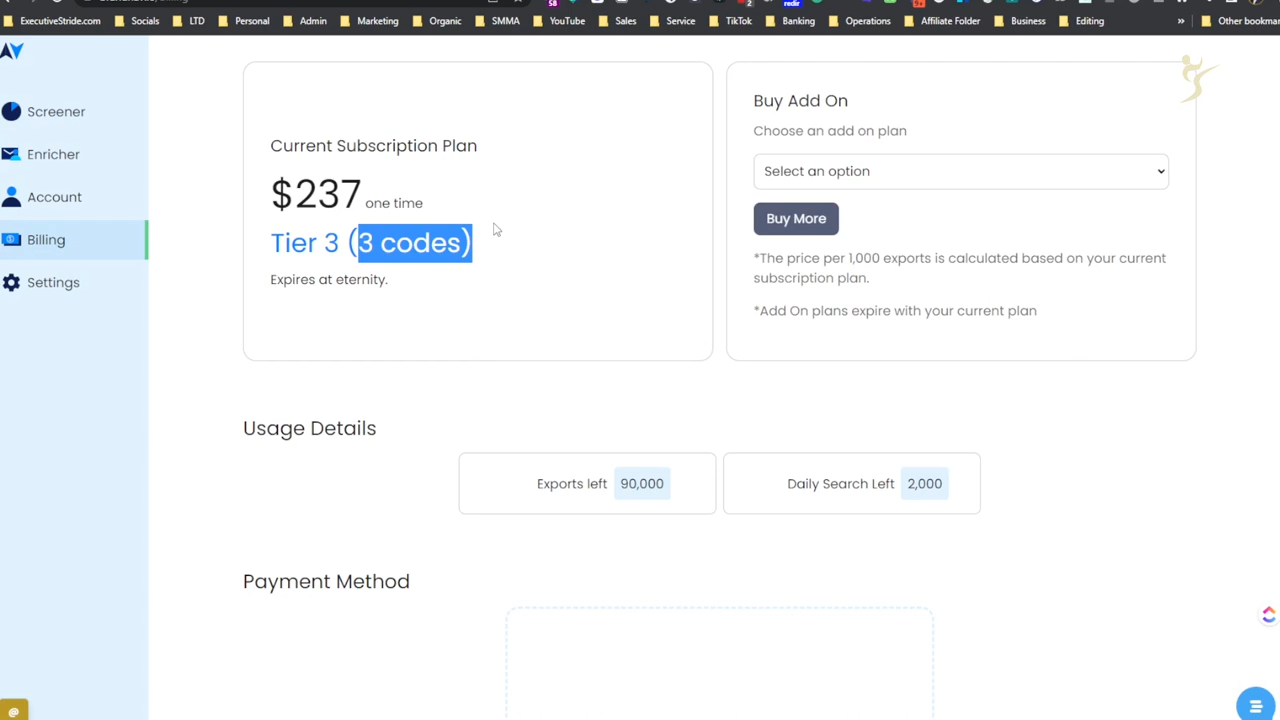 ExecutiveStride.com
Socials
LTD
Personal
Admin
Marketing
Organic
SMMA
YouTube
Sales
Service
TikTok
Banking
Operations
Affiliate Folder
Business
Editing
»
Other bookmar
Screener
Enricher
Account
Billing
Settings
Current Subscription Plan
$237 one time
Tier 3 (3 codes)
Expires at eternity.
Buy Add On
Choose an add on plan
Select an option
Buy More
*The price per 1,000 exports is calculated based on your current
subscription plan.
*Add On plans expire with your current plan
Usage Details
Exports left 90,000
Daily Search Left 2,000
Payment Method
@